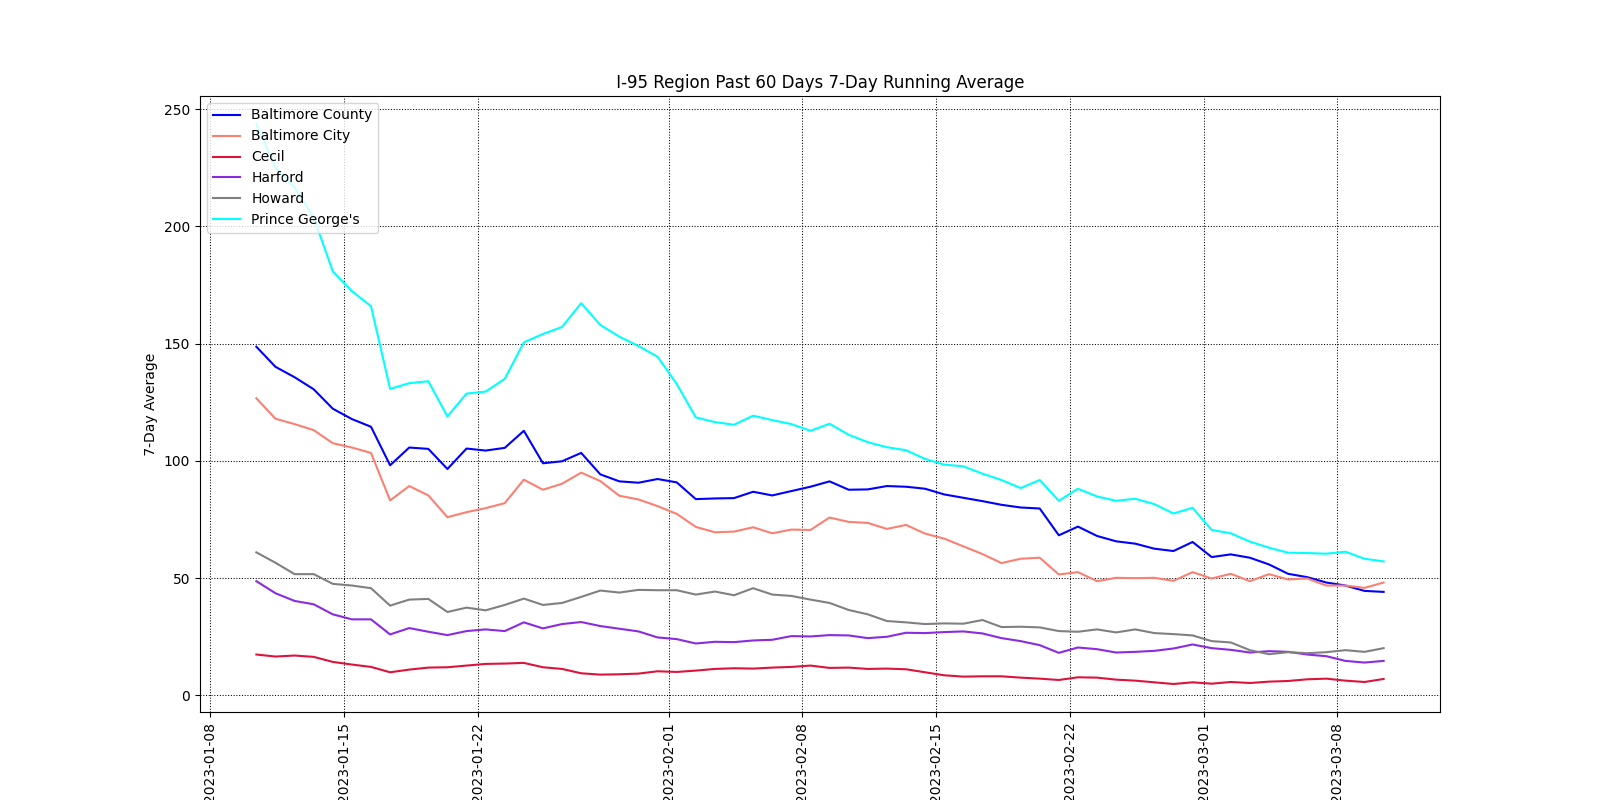 I-95 Region Past 60 Days 7-Day Running Average
250
200
150
100
50
0
7-Day Average
Baltimore County
Baltimore City
Cecil
Harford
Howard
Prince George's
2023-01-08
2023-01-15
2023-01-22
2023-02-01
2023-02-08
2023-02-15
2023-02-22
2023-03-01
2023-03-08